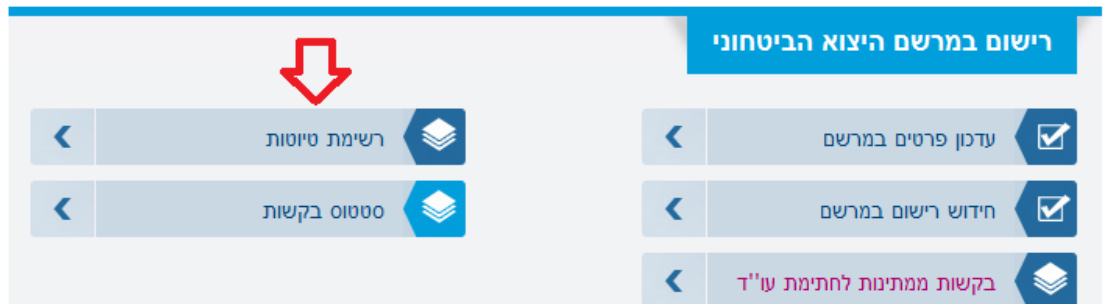 רישום במרשם היצוא הביטחוני
עדכון פרטים במרשם
רשימת טיוטות
חידוש רישום במרשם
סטטוס בקשות
בקשות ממתינות לחתימת עו''ד